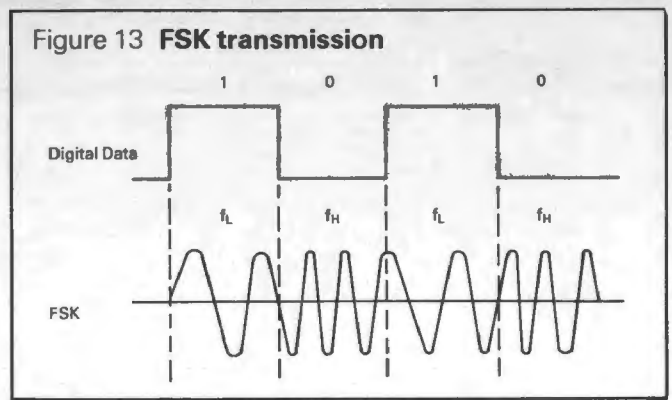 Figure 13 FSK transmission
1 0 1 0
Digital Data
fL fH fL fH
FSK